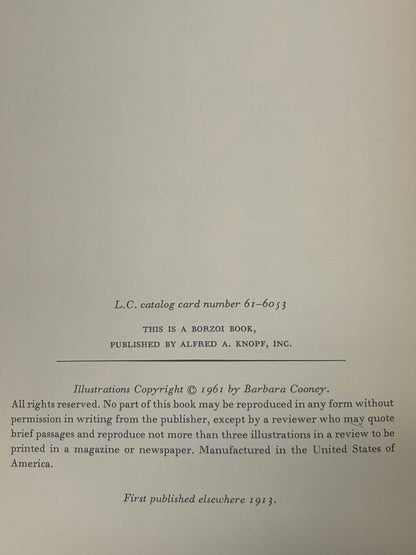 L.C. catalog card number 61–6053
THIS IS A BORZOI BOOK,
PUBLISHED BY ALFRED A. KNOPF, INC.
Illustrations Copyright © 1961 by Barbara Cooney.
All rights reserved. No part of this book may be reproduced in any form without
permission in writing from the publisher, except by a reviewer who may quote
brief passages and reproduce not more than three illustrations in a review to be
printed in a magazine or newspaper. Manufactured in the United States of
America.
First published elsewhere 1913.